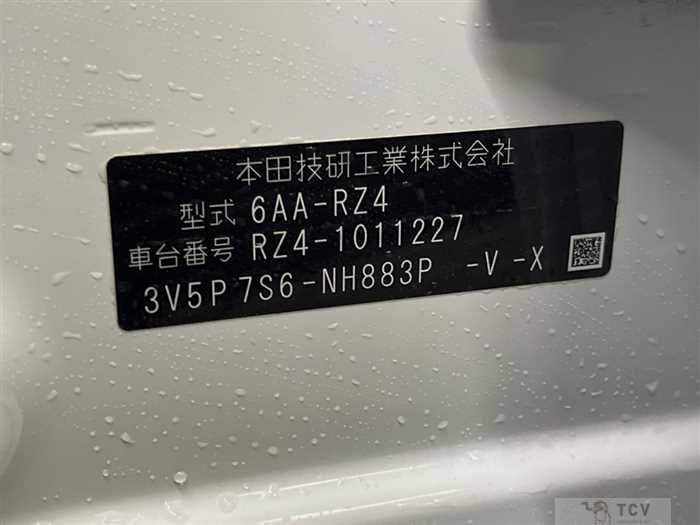 本田技研工業株式会社
型式 6AA-RZ4
車台番号 RZ4-1011227
3V5P 7S6-NH883P -V -X
TCV